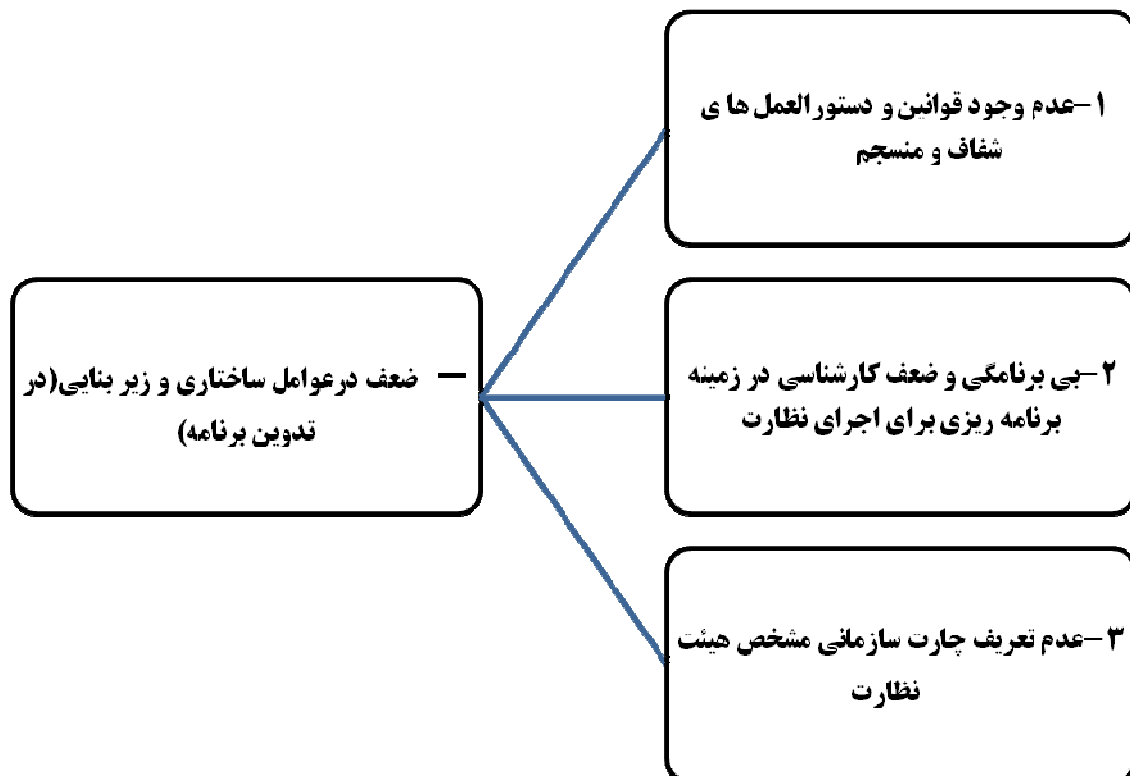 ۱-عدم وجود قوانین و دستورالعمل ها ی
شفاف و منسجم
– ضعف درعوامل ساختاری و زیر بنایی(در
تدوین برنامه)
۲-بی برنامگی و ضعف کارشناسی در زمینه
برنامه ریزی برای اجرای نظارت
۳-عدم تعریف چارت سازمانی مشخص هیئت
نظارت